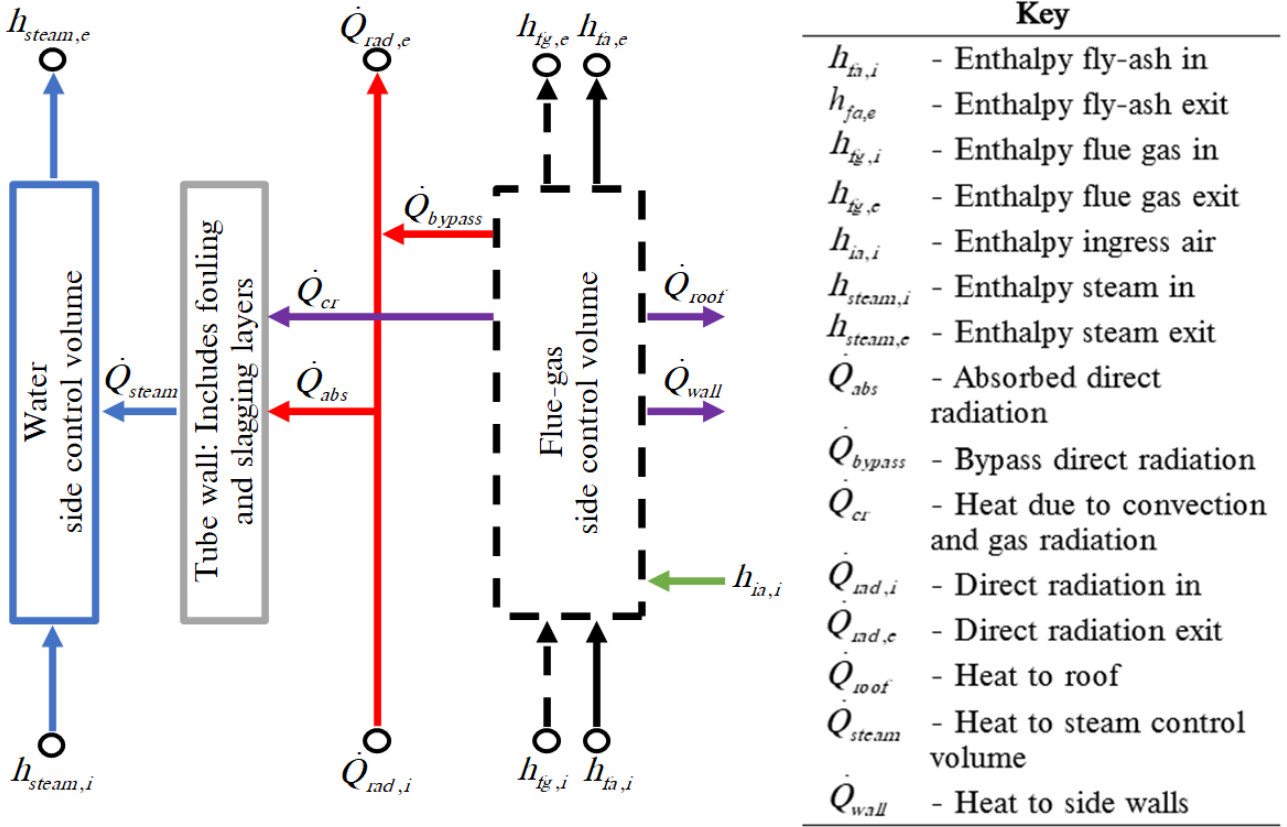 h_steam,e
Q̇_rad,e
h_fg,e
h_fa,e
Q̇_bypass
Q̇_cr
Q̇_roof
Q̇_steam
Q̇_abs
Q̇_wall
Water
side control volume
Tube wall: Includes fouling
and slagging layers
Flue-gas
side control volume
h_ia,i
h_steam,i
Q̇_rad,i
h_fg,i
h_fa,i
Key
h_fa,i - Enthalpy fly-ash in
h_fa,e - Enthalpy fly-ash exit
h_fg,i - Enthalpy flue gas in
h_fg,e - Enthalpy flue gas exit
h_ia,i - Enthalpy ingress air
h_steam,i - Enthalpy steam in
h_steam,e - Enthalpy steam exit
Q̇_abs - Absorbed direct
radiation
Q̇_bypass - Bypass direct radiation
Q̇_cr - Heat due to convection
and gas radiation
Q̇_rad,i - Direct radiation in
Q̇_rad,e - Direct radiation exit
Q̇_roof - Heat to roof
Q̇_steam - Heat to steam control
volume
Q̇_wall - Heat to side walls